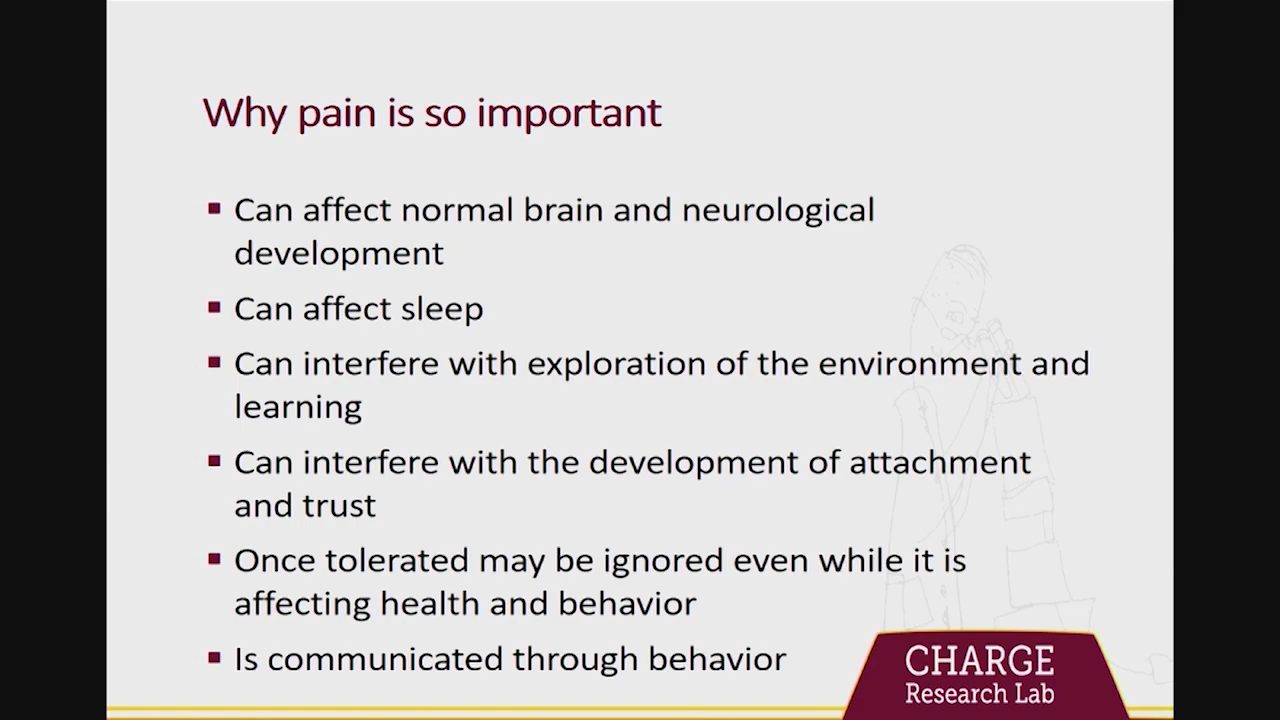 Why pain is so important
Can affect normal brain and neurological
development
Can affect sleep
Can interfere with exploration of the environment and
learning
Can interfere with the development of attachment
and trust
Once tolerated may be ignored even while it is
affecting health and behavior
Is communicated through behavior
CHARGE
Research Lab